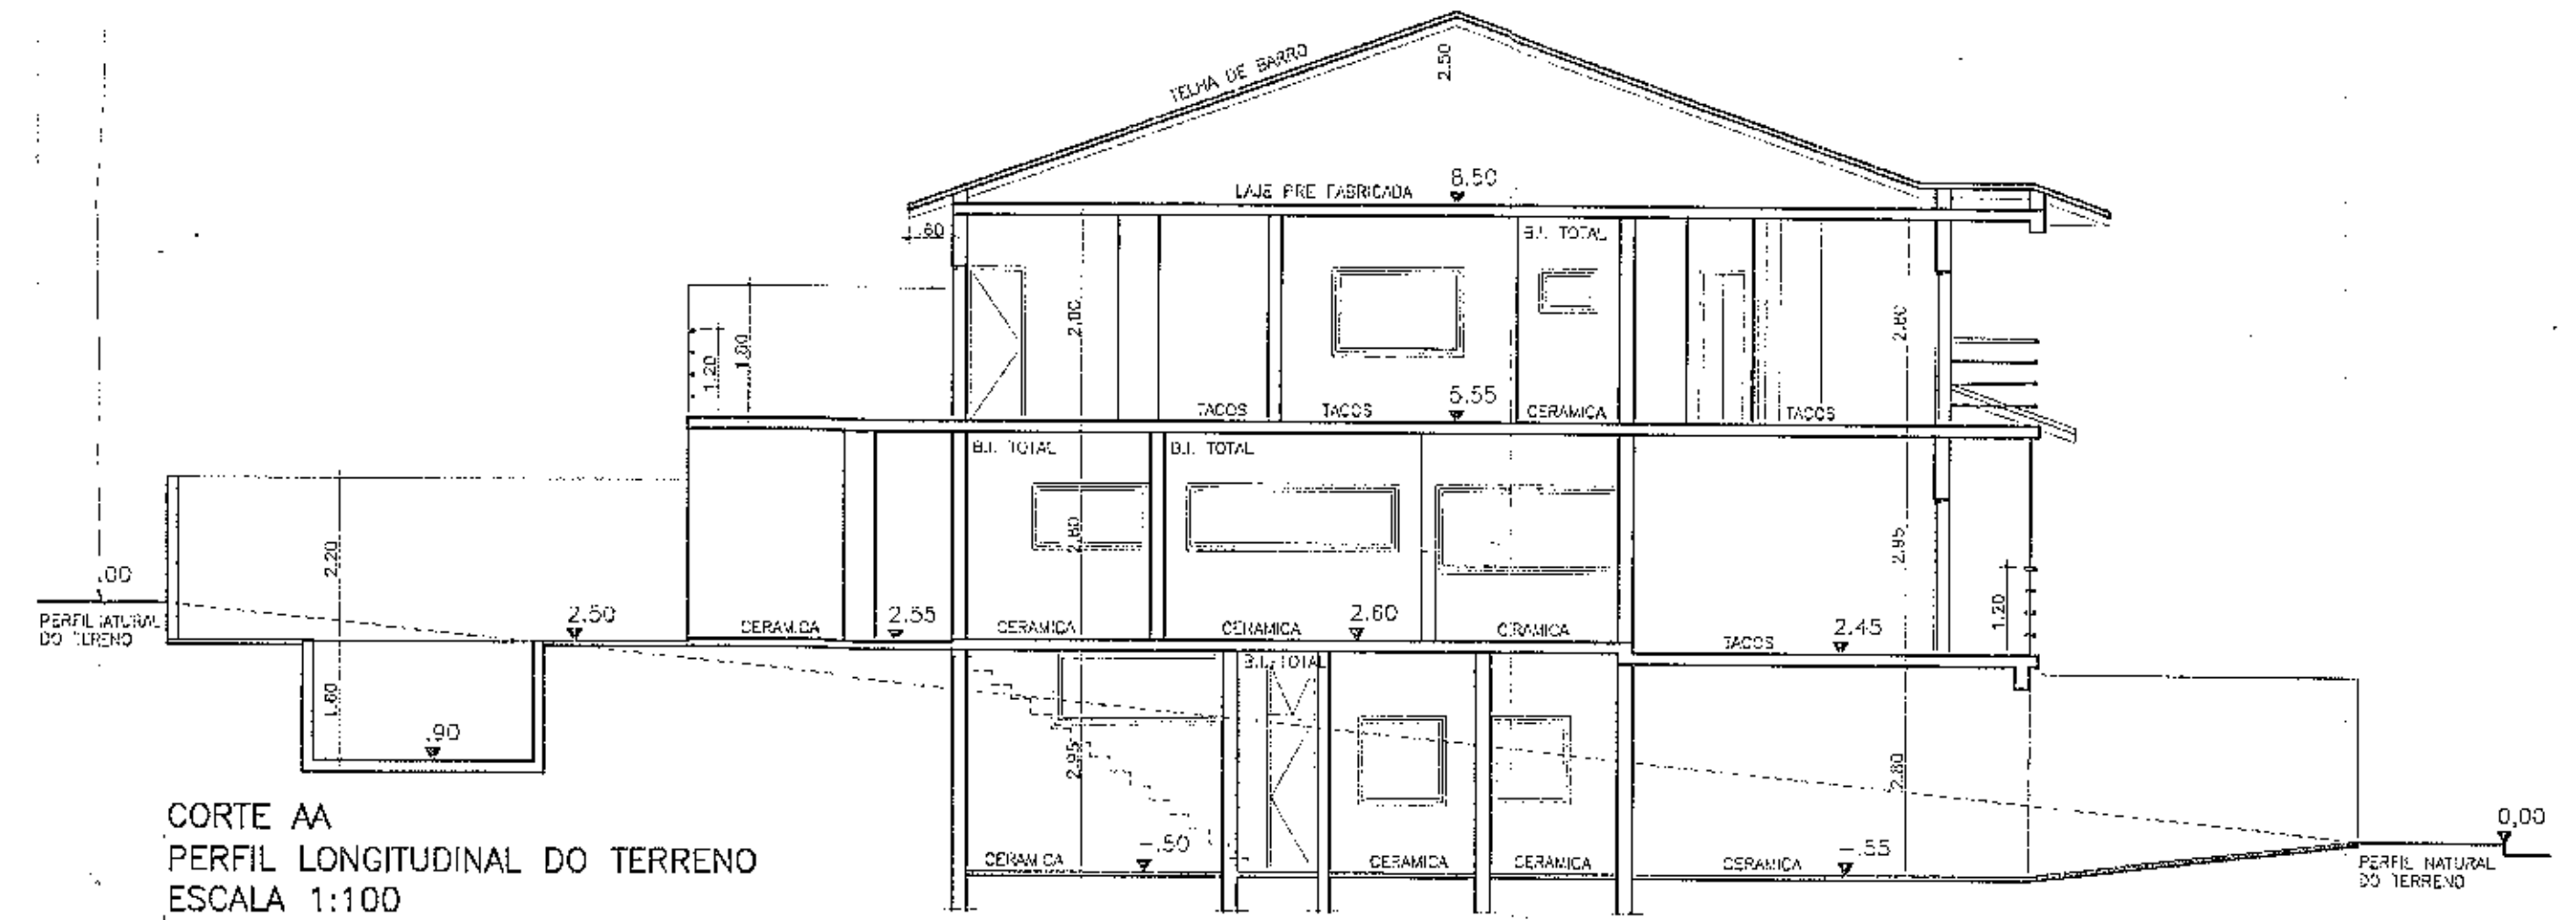 TELHA DE BARRO
2.50
LAJE PRE FABRICADA
8.50
.60
B.I. TOTAL
1.20
1.80
2.80
TACOS
TACOS
5.55
CERAMICA
TACOS
B.I. TOTAL
B.I. TOTAL
2.20
2.80
2.95
1.20
.00
PERFIL NATURAL
DO TERRENO
2.50
CERAMICA
2.55
CERAMICA
CERAMICA
2.60
CERAMICA
TACOS
2.45
B.I. TOTAL
1.60
.90
2.95
2.80
CERAMICA
-.50
CERAMICA
CERAMICA
CERAMICA
-.55
0,00
PERFIL NATURAL
DO TERRENO
CORTE AA
PERFIL LONGITUDINAL DO TERRENO
ESCALA 1:100